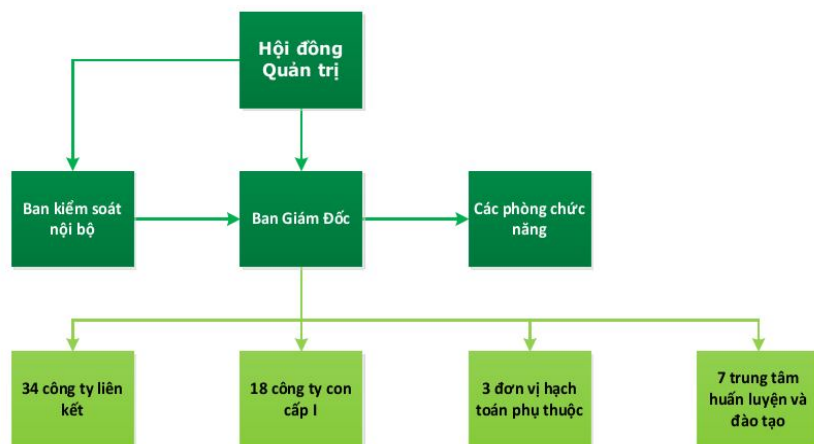 Hội đồng
Quản trị
Ban kiểm soát
nội bộ
Ban Giám Đốc
Các phòng chức
năng
34 công ty liên
kết
18 công ty con
cấp I
3 đơn vị hạch
toán phụ thuộc
7 trung tâm
huấn luyện và
đào tạo